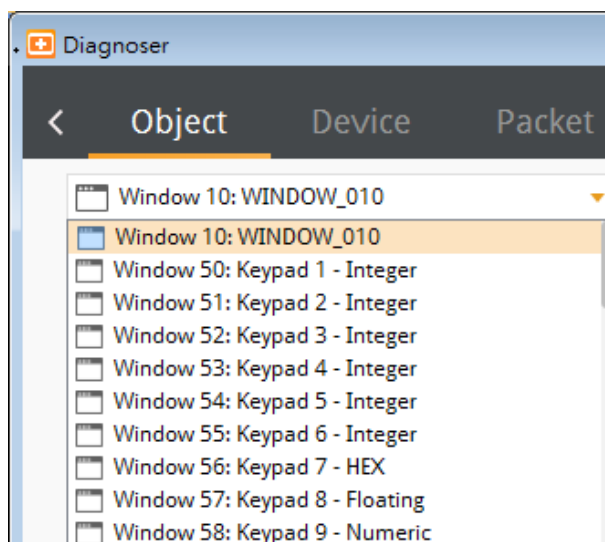 Diagnoser
Object Device Packet
Window 10: WINDOW_010
Window 10: WINDOW_010
Window 50: Keypad 1 - Integer
Window 51: Keypad 2 - Integer
Window 52: Keypad 3 - Integer
Window 53: Keypad 4 - Integer
Window 54: Keypad 5 - Integer
Window 55: Keypad 6 - Integer
Window 56: Keypad 7 - HEX
Window 57: Keypad 8 - Floating
Window 58: Keypad 9 - Numeric